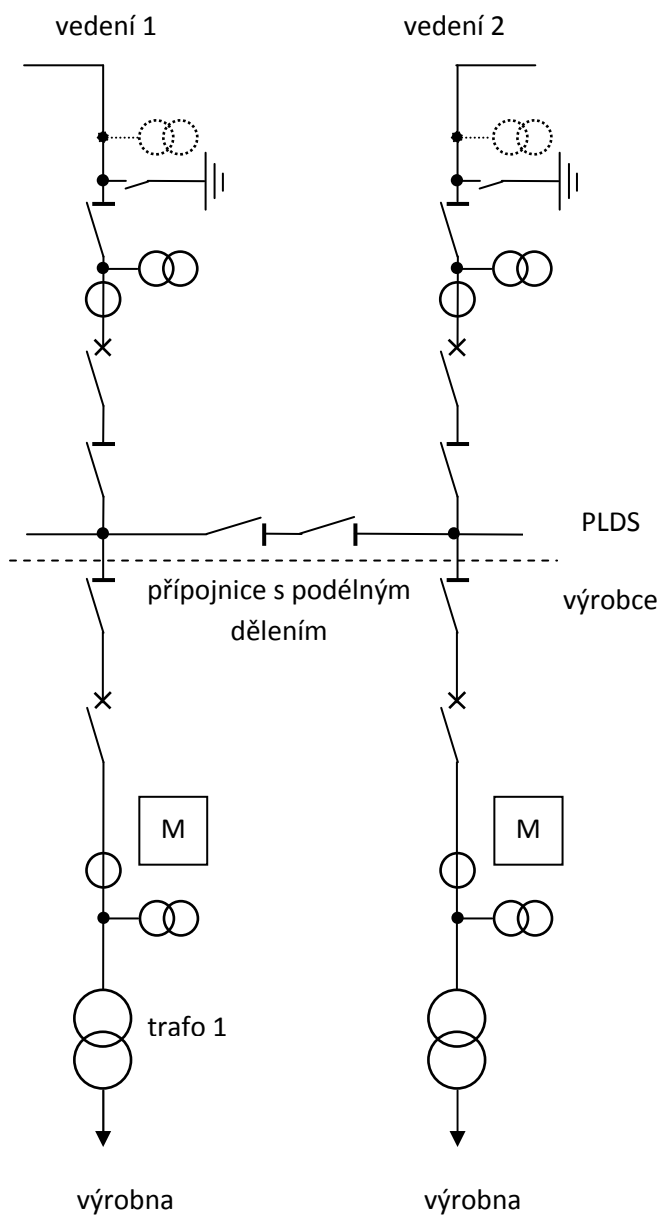 vedení 1
vedení 2
PLDS
přípojnice s podélným
dělením
výrobce
M
M
trafo 1
výrobna
výrobna